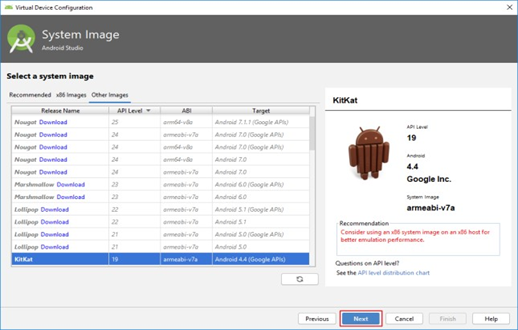 Virtual Device Configuration
System Image
Android Studio
Select a system image
Recommended x86 Images Other Images
Release Name API Level ABI Target
Nougat Download 25 arm64-v8a Android 7.1.1 (Google APIs)
Nougat Download 24 armeabi-v7a Android 7.0 (Google APIs)
Nougat Download 24 arm64-v8a Android 7.0 (Google APIs)
Nougat Download 24 arm64-v8a Android 7.0
Nougat Download 24 armeabi-v7a Android 7.0
Marshmallow Download 23 armeabi-v7a Android 6.0 (Google APIs)
Marshmallow Download 23 armeabi-v7a Android 6.0
Lollipop Download 22 armeabi-v7a Android 5.1 (Google APIs)
Lollipop Download 22 armeabi-v7a Android 5.1
Lollipop Download 21 armeabi-v7a Android 5.0 (Google APIs)
Lollipop Download 21 armeabi-v7a Android 5.0
KitKat 19 armeabi-v7a Android 4.4 (Google APIs)
KitKat
API Level
19
Android
4.4
Google Inc.
System Image
armeabi-v7a
Recommendation
Consider using an x86 system image on an x86 host for
better emulation performance.
Questions on API level?
See the API level distribution chart
Previous Next Cancel Finish Help